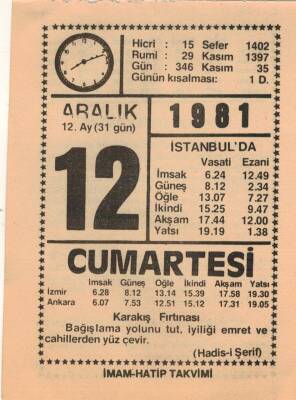 Hicri : 15 Sefer 1402
Rumi : 29 Kasım 1397
Gün : 346 Kasım 35
Günün kısalması: 1 D.
ARALIK
12. Ay (31 gün)
1981
12
İSTANBUL'DA
Vasati Ezani
İmsak 6.24 12.49
Güneş 8.12 2.34
Öğle 13.07 7.27
İkindi 15.25 9.47
Akşam 17.44 12.00
Yatsı 19.19 1.38
CUMARTESİ
Imsak Güneş Öğle İkindi Akşam Yatsı
İzmir 6.28 8.12 13.14 15.39 17.58 19.30
Ankara 6.07 7.53 12.51 15.12 17.31 19.05
Karakış Fırtınası
Bağışlama yolunu tut, iyiliği emret ve
cahillerden yüz çevir.
(Hadis-i Şerif)
İMAM-HATİP TAKVİMİ